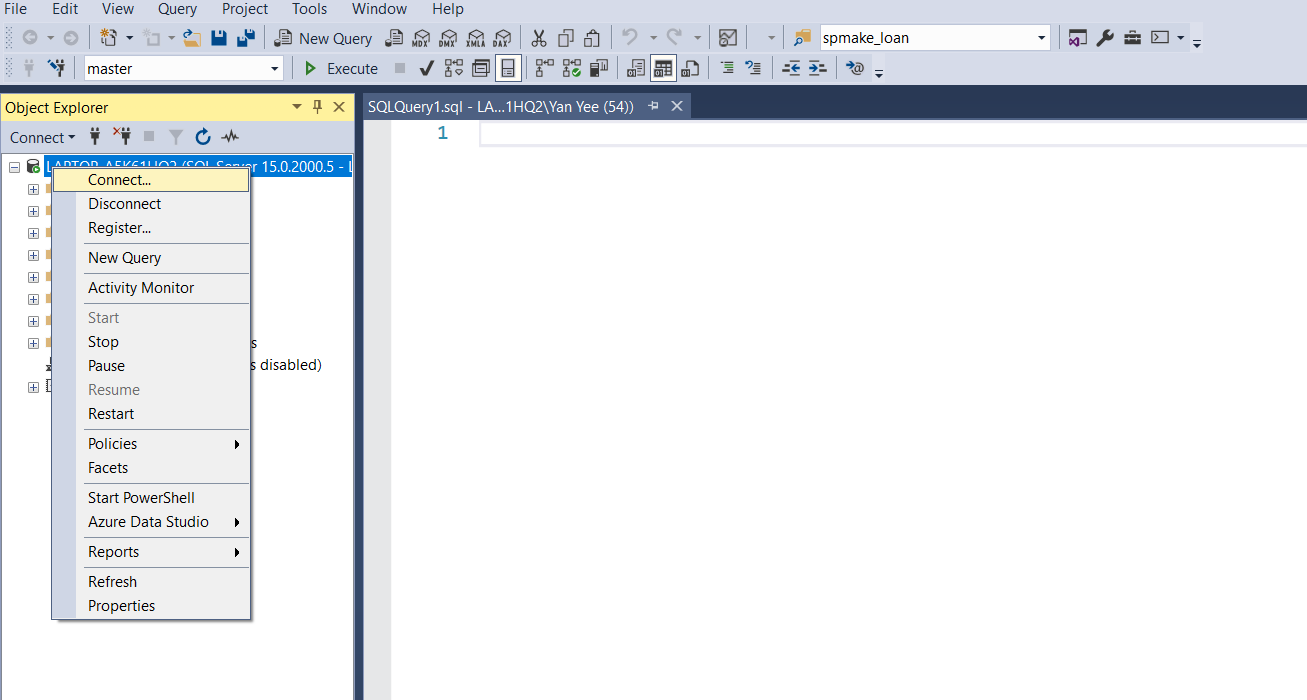 File Edit View Query Project Tools Window Help
New Query MDX DMX XMLA DAX spmake_loan
master Execute
Object Explorer
SQLQuery1.sql - LA...1HQ2\Yan Yee (54))
Connect
1
(SQL Server 15.0.2000.5 - L
Connect...
Disconnect
Register...
New Query
Activity Monitor
Start
Stop
s
Pause
s disabled)
Resume
Restart
Policies
Facets
Start PowerShell
Azure Data Studio
Reports
Refresh
Properties